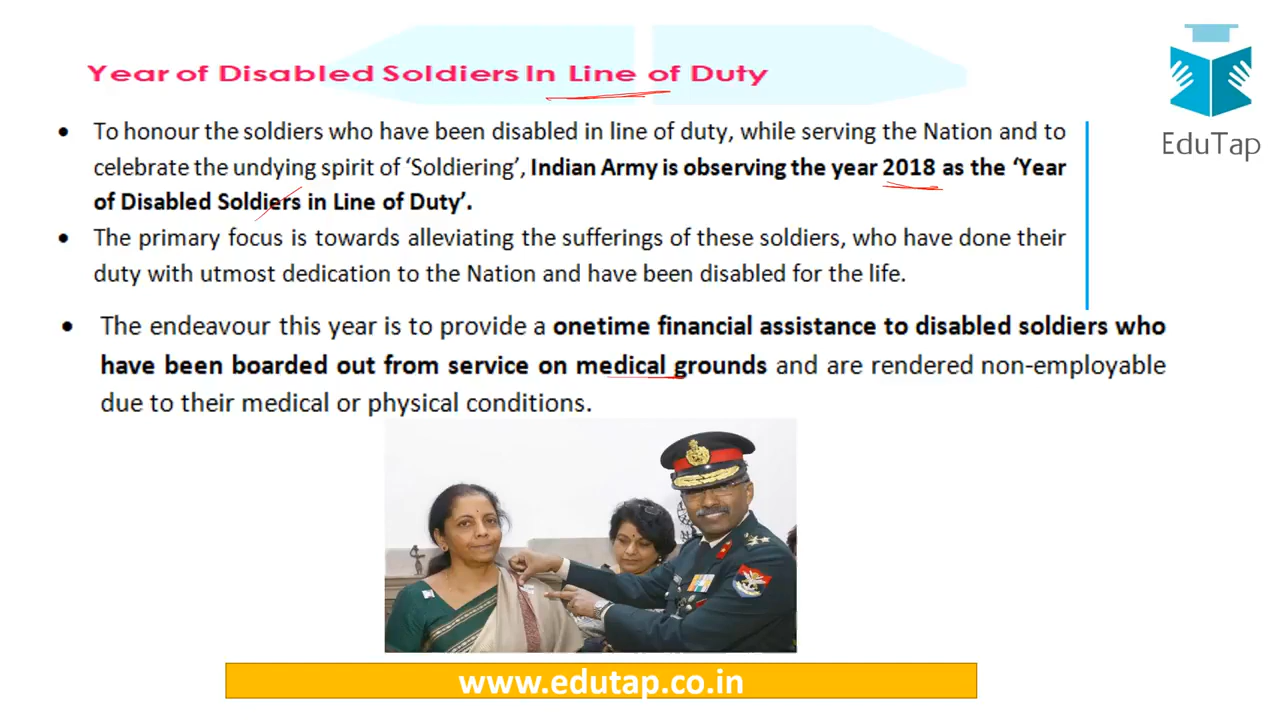 Year of Disabled Soldiers In Line of Duty
EduTap
• To honour the soldiers who have been disabled in line of duty, while serving the Nation and to
celebrate the undying spirit of ‘Soldiering’, Indian Army is observing the year 2018 as the ‘Year
of Disabled Soldiers in Line of Duty’.
• The primary focus is towards alleviating the sufferings of these soldiers, who have done their
duty with utmost dedication to the Nation and have been disabled for the life.
• The endeavour this year is to provide a onetime financial assistance to disabled soldiers who
have been boarded out from service on medical grounds and are rendered non-employable
due to their medical or physical conditions.
www.edutap.co.in